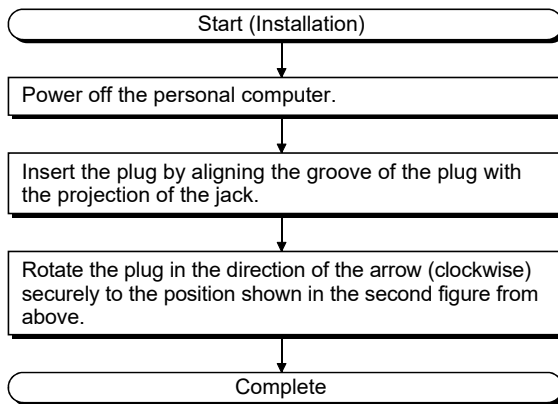 Start (Installation)
Power off the personal computer.
Insert the plug by aligning the groove of the plug with
the projection of the jack.
Rotate the plug in the direction of the arrow (clockwise)
securely to the position shown in the second figure from
above.
Complete